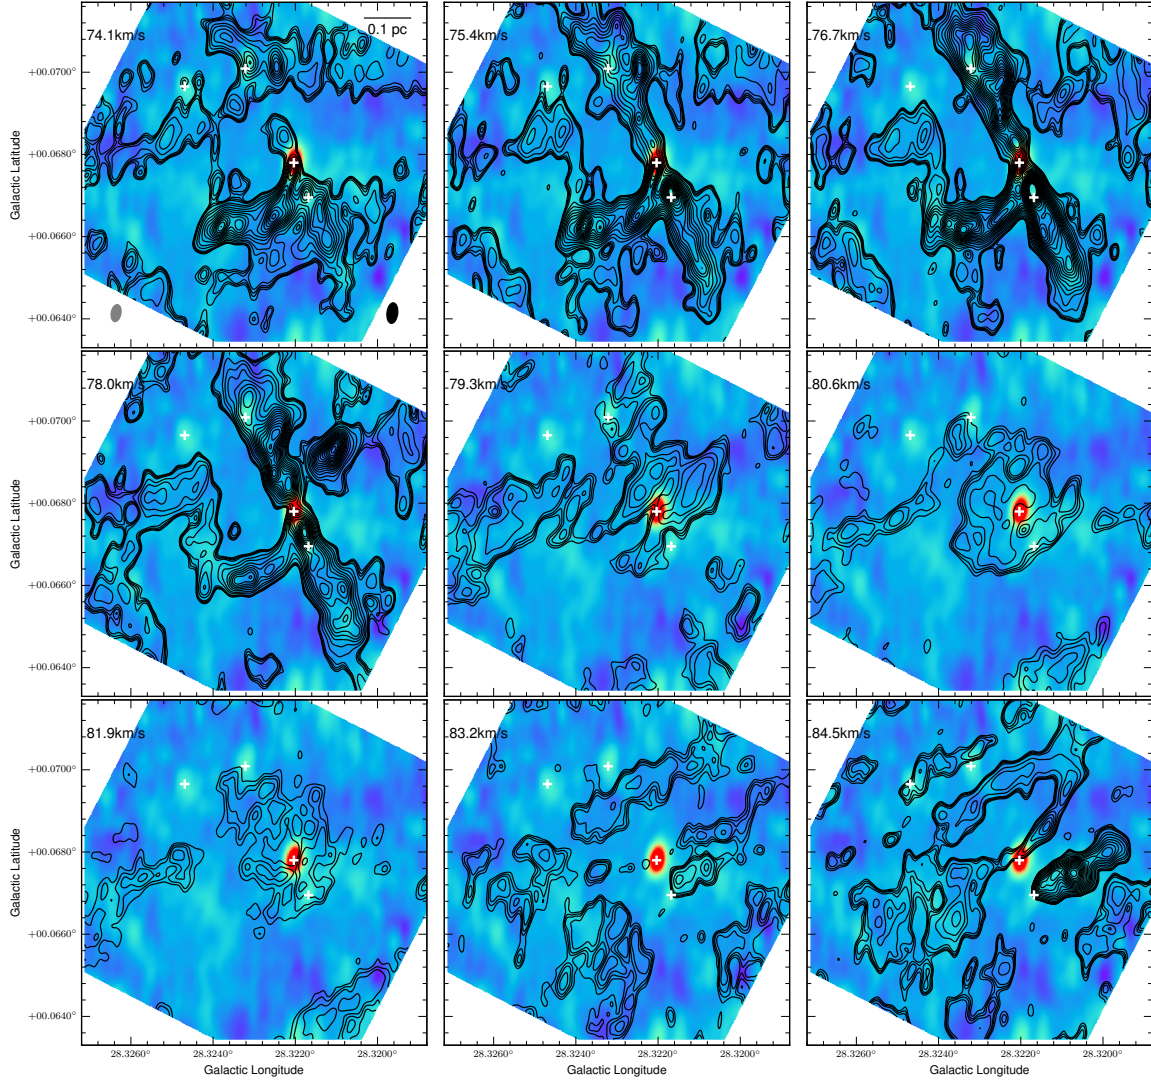 74.1km/s
0.1 pc
75.4km/s
76.7km/s
Galactic Latitude
+00.0700°
+00.0680°
+00.0660°
+00.0640°
78.0km/s
79.3km/s
80.6km/s
Galactic Latitude
+00.0700°
+00.0680°
+00.0660°
+00.0640°
81.9km/s
83.2km/s
84.5km/s
Galactic Latitude
+00.0700°
+00.0680°
+00.0660°
+00.0640°
28.3260° 28.3240° 28.3220° 28.3200° 28.3260° 28.3240° 28.3220° 28.3200° 28.3260° 28.3240° 28.3220° 28.3200°
Galactic Longitude Galactic Longitude Galactic Longitude